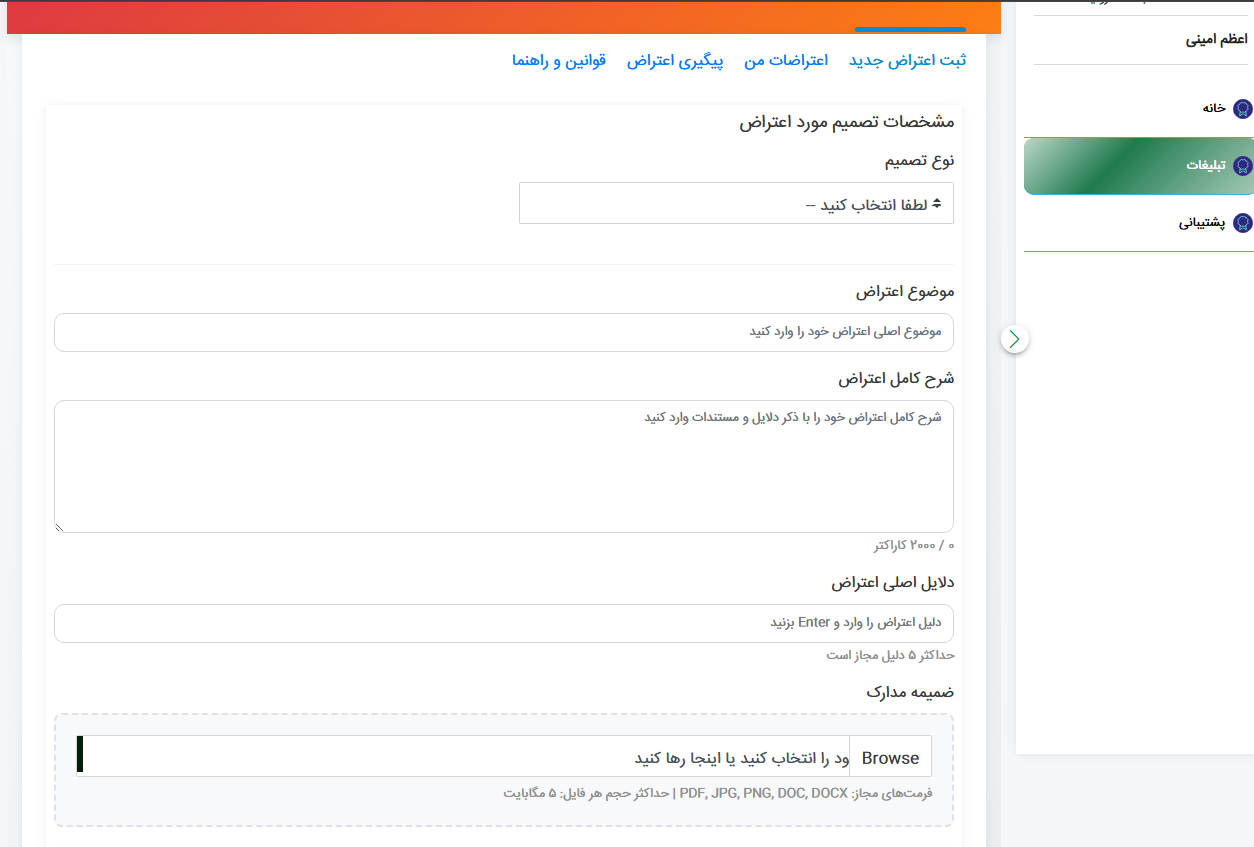 اعظم امینی
خانه
تبلیغات
پشتیبانی
ثبت اعتراض جدید
اعتراضات من
پیگیری اعتراض
قوانین و راهنما
مشخصات تصمیم مورد اعتراض
نوع تصمیم
لطفا انتخاب کنید --
موضوع اعتراض
موضوع اصلی اعتراض خود را وارد کنید
شرح کامل اعتراض
شرح کامل اعتراض خود را با ذکر دلایل و مستندات وارد کنید
۰ / ۲۰۰۰ کاراکتر
دلایل اصلی اعتراض
دلیل اعتراض را وارد و Enter بزنید
حداکثر ۵ دلیل مجاز است
ضمیمه مدارک
Browse
ود را انتخاب کنید یا اینجا رها کنید
فرمت‌های مجاز: PDF, JPG, PNG, DOC, DOCX | حداکثر حجم هر فایل: ۵ مگابایت